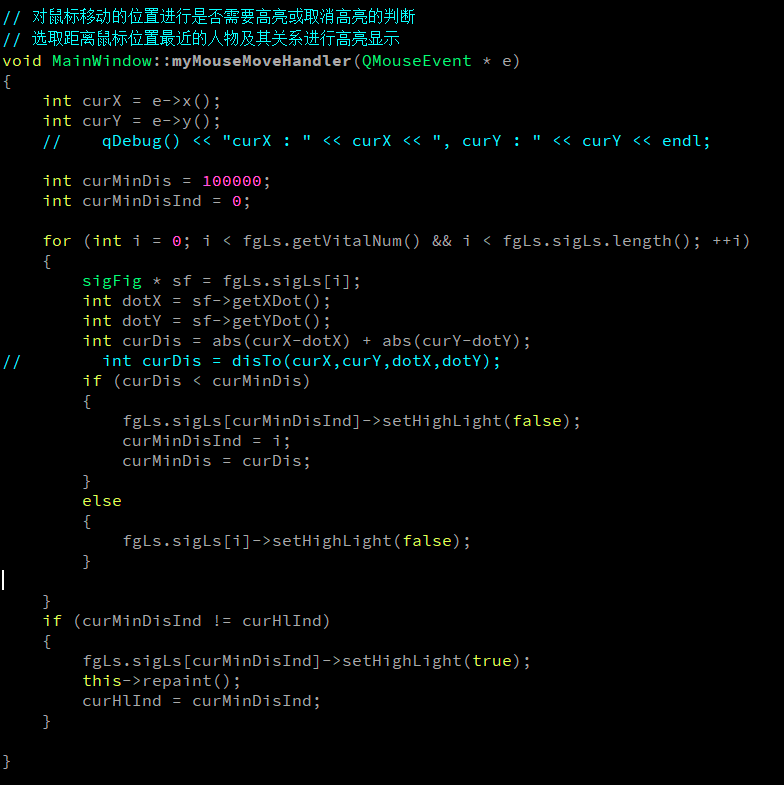 // 对鼠标移动的位置进行是否需要高亮或取消高亮的判断
// 选取距离鼠标位置最近的人物及其关系进行高亮显示
void MainWindow::myMouseMoveHandler(QMouseEvent * e)
{
    int curX = e->x();
    int curY = e->y();
    //    qDebug() << "curX : " << curX << ", curY : " << curY << endl;

    int curMinDis = 100000;
    int curMinDisInd = 0;

    for (int i = 0; i < fgLs.getVitalNum() && i < fgLs.sigLs.length(); ++i)
    {
        sigFig * sf = fgLs.sigLs[i];
        int dotX = sf->getXDot();
        int dotY = sf->getYDot();
        int curDis = abs(curX-dotX) + abs(curY-dotY);
//        int curDis = disTo(curX,curY,dotX,dotY);
        if (curDis < curMinDis)
        {
            fgLs.sigLs[curMinDisInd]->setHighLight(false);
            curMinDisInd = i;
            curMinDis = curDis;
        }
        else
        {
            fgLs.sigLs[i]->setHighLight(false);
        }

    }
    if (curMinDisInd != curHlInd)
    {
        fgLs.sigLs[curMinDisInd]->setHighLight(true);
        this->repaint();
        curHlInd = curMinDisInd;
    }

}